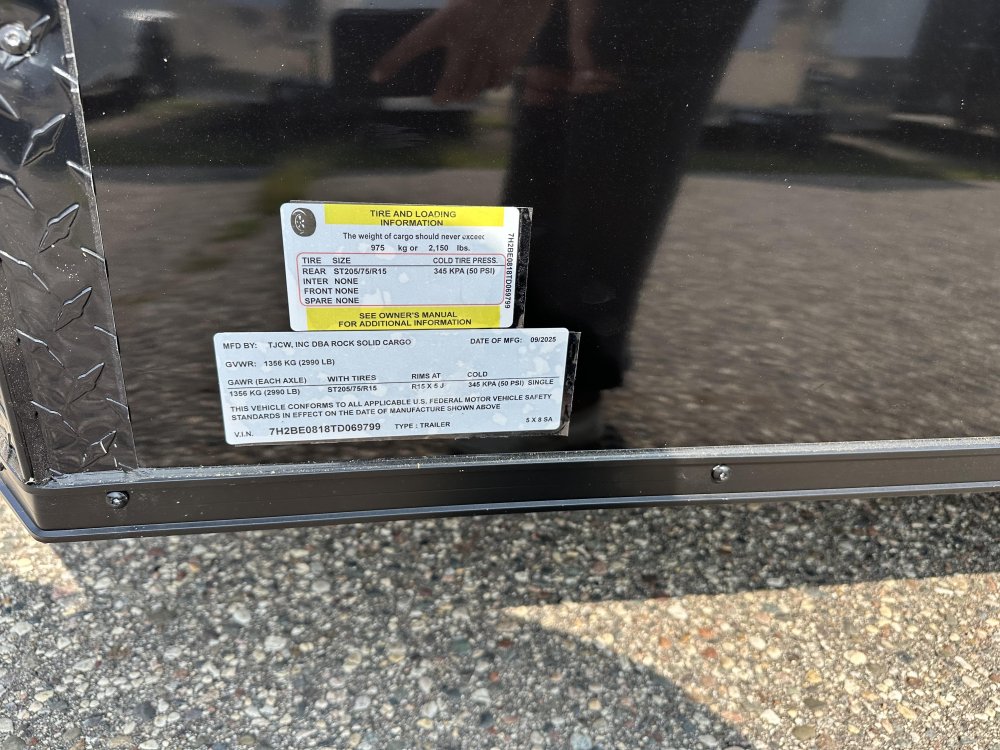 TIRE AND LOADING
INFORMATION
The weight of cargo should never exceed
975 kg or 2,150 lbs.
TIRE SIZE COLD TIRE PRESS.
REAR ST205/75/R15 345 KPA (50 PSI)
INTER NONE
FRONT NONE
SPARE NONE
SEE OWNER'S MANUAL
FOR ADDITIONAL INFORMATION
7H2BE0818TD069799
MFD BY: TJCW, INC DBA ROCK SOLID CARGO DATE OF MFG: 09/2025
GVWR: 1356 KG (2990 LB)
GAWR (EACH AXLE) WITH TIRES RIMS AT COLD
1356 KG (2990 LB) ST205/75/R15 R15 X 5 J 345 KPA (50 PSI) SINGLE
THIS VEHICLE CONFORMS TO ALL APPLICABLE U.S. FEDERAL MOTOR VEHICLE SAFETY
STANDARDS IN EFFECT ON THE DATE OF MANUFACTURE SHOWN ABOVE
V.I.N. 7H2BE0818TD069799 TYPE : TRAILER 5 X 8 SA